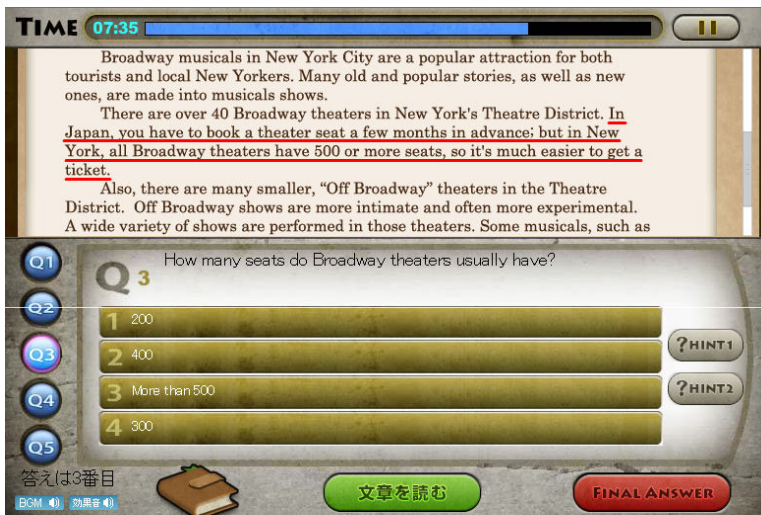 TIME 07:35
Broadway musicals in New York City are a popular attraction for both
tourists and local New Yorkers. Many old and popular stories, as well as new
ones, are made into musicals shows.
There are over 40 Broadway theaters in New York's Theatre District. In
Japan, you have to book a theater seat a few months in advance; but in New
York, all Broadway theaters have 500 or more seats, so it's much easier to get a
ticket.
Also, there are many smaller, “Off Broadway” theaters in the Theatre
District. Off Broadway shows are more intimate and often more experimental.
A wide variety of shows are performed in those theaters. Some musicals, such as
Q1
Q2
Q3
Q4
Q5
Q3 How many seats do Broadway theaters usually have?
1 200
2 400
3 More than 500
4 300
?HINT1
?HINT2
答えは3番目
BGM 効果音
文章を読む
FINAL ANSWER